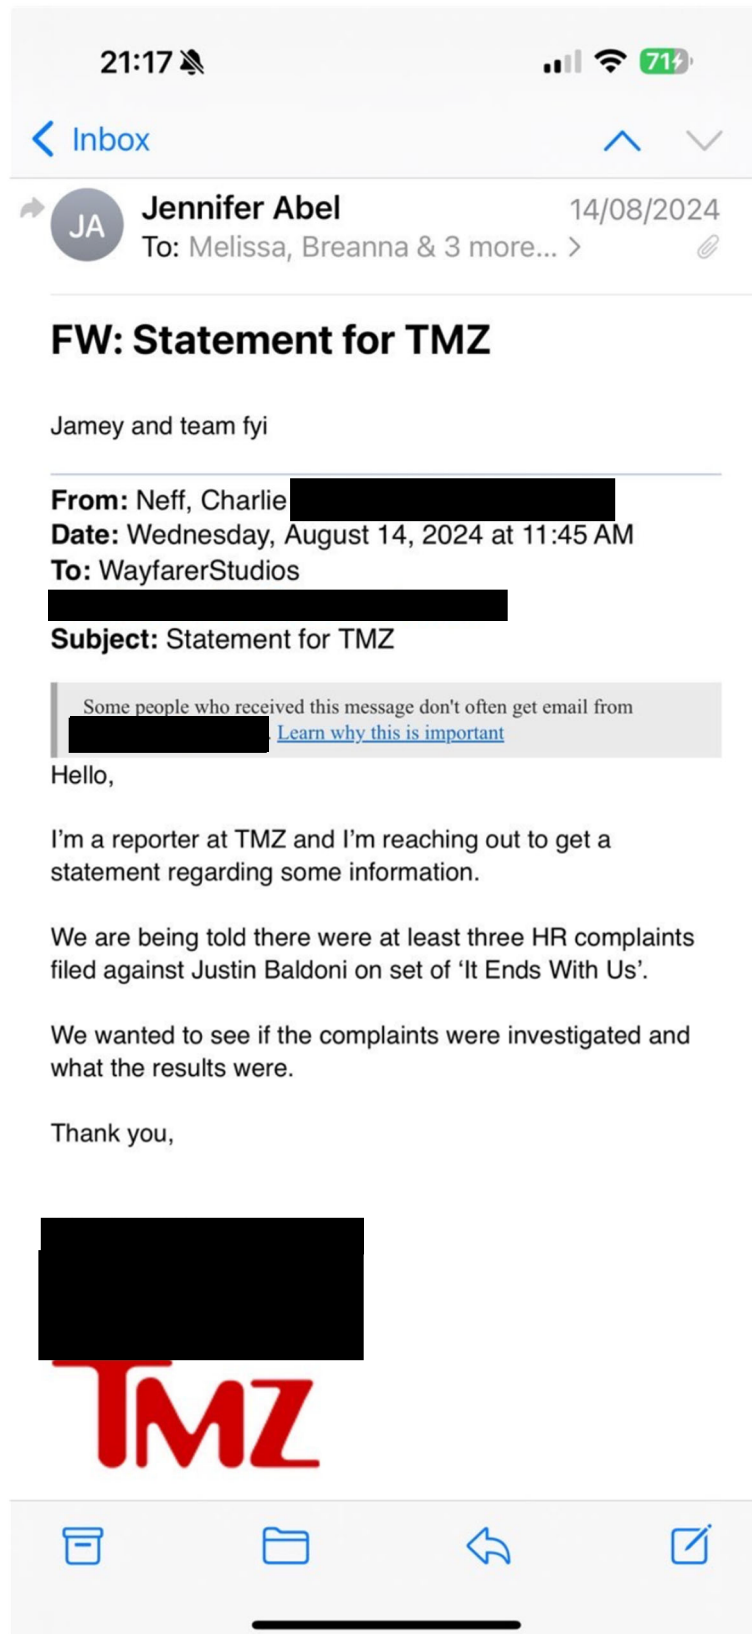 21:17
71
Inbox
JA
Jennifer Abel
14/08/2024
To: Melissa, Breanna & 3 more... >
FW: Statement for TMZ
Jamey and team fyi
From: Neff, Charlie
Date: Wednesday, August 14, 2024 at 11:45 AM
To: WayfarerStudios
Subject: Statement for TMZ
Some people who received this message don't often get email from
. Learn why this is important
Hello,
I'm a reporter at TMZ and I'm reaching out to get a
statement regarding some information.
We are being told there were at least three HR complaints
filed against Justin Baldoni on set of ‘It Ends With Us’.
We wanted to see if the complaints were investigated and
what the results were.
Thank you,
TMZ